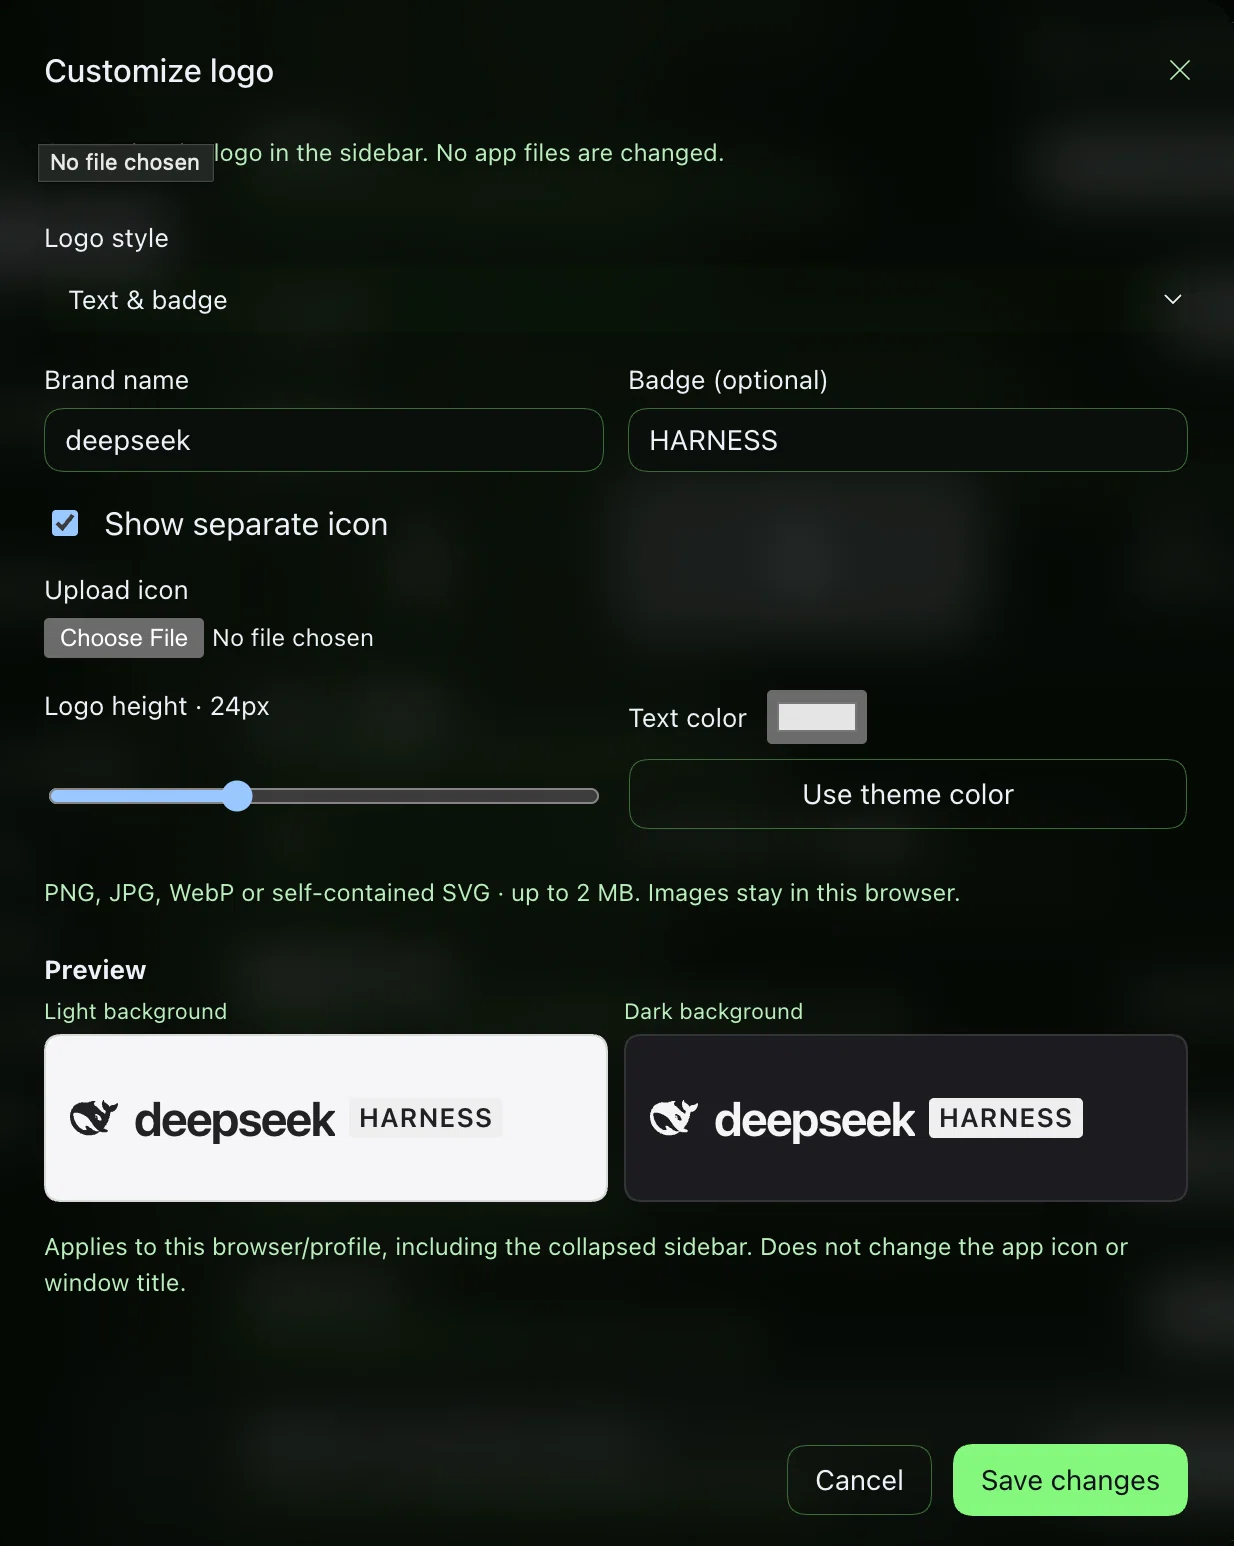 Customize logo
logo in the sidebar. No app files are changed.
No file chosen
Logo style
Text & badge
Brand name
Badge (optional)
deepseek
HARNESS
Show separate icon
Upload icon
Choose File No file chosen
Logo height · 24px
Text color
Use theme color
PNG, JPG, WebP or self-contained SVG · up to 2 MB. Images stay in this browser.
Preview
Light background
Dark background
deepseek HARNESS
deepseek HARNESS
Applies to this browser/profile, including the collapsed sidebar. Does not change the app icon or
window title.
Cancel
Save changes